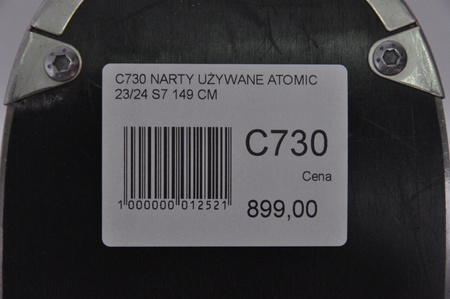 C730 NARTY UŻYWANE ATOMIC
23/24 S7 149 CM
C730
Cena
899,00
1 000000 012521